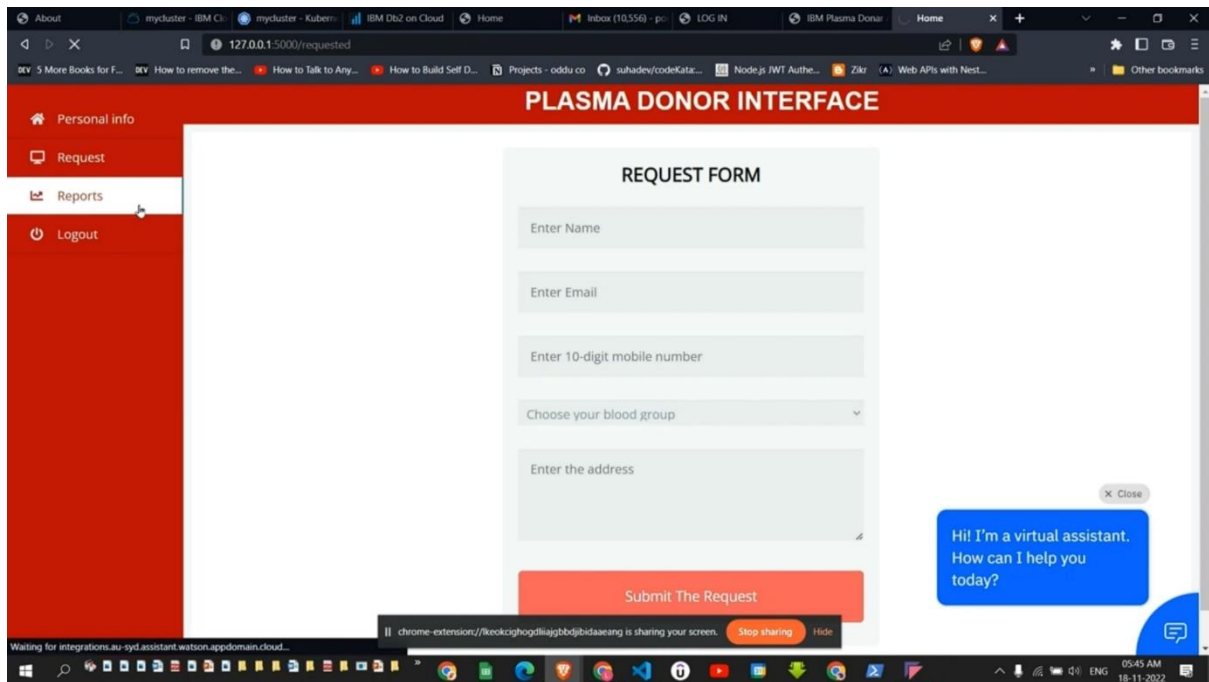 About
mycluster - IBM Clo
mycluster - Kuberne
IBM Db2 on Cloud
Home
Inbox (10,556) - po
LOG IN
IBM Plasma Donar
Home
127.0.0.1:5000/requested
DEV 5 More Books for F...
DEV How to remove the...
How to Talk to Any...
How to Build Self D...
Projects - oddu co
suhadev/codeKata:...
Node.js JWT Authe...
Zikr
(A) Web APIs with Nest...
»
Other bookmarks
PLASMA DONOR INTERFACE
Personal info
Request
Reports
Logout
REQUEST FORM
Enter Name
Enter Email
Enter 10-digit mobile number
Choose your blood group
Enter the address
Submit The Request
× Close
Hi! I'm a virtual assistant.
How can I help you
today?
is sharing your screen.
Stop sharing
Hide
Waiting for integrations.au-syd.assistant.watson.appdomain.cloud...
ENG
05:45 AM
18-11-2022